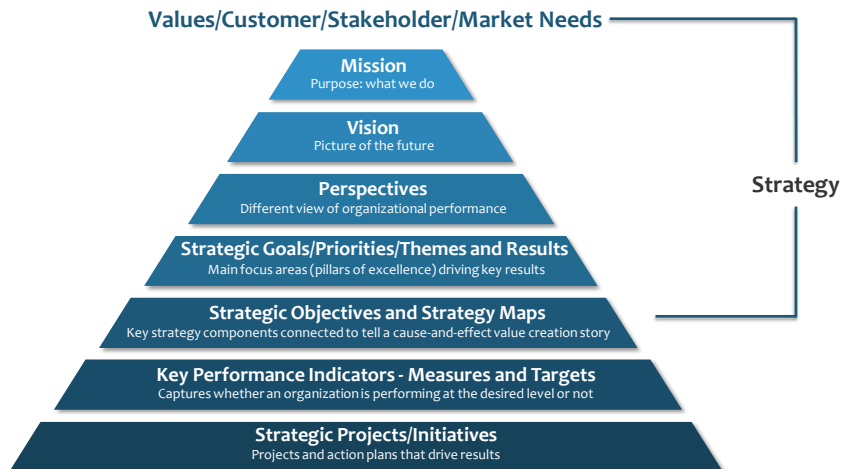 Values/Customer/Stakeholder/Market Needs
Mission
Purpose: what we do
Vision
Picture of the future
Perspectives
Different view of organizational performance
Strategy
Strategic Goals/Priorities/Themes and Results
Main focus areas (pillars of excellence) driving key results
Strategic Objectives and Strategy Maps
Key strategy components connected to tell a cause-and-effect value creation story
Key Performance Indicators - Measures and Targets
Captures whether an organization is performing at the desired level or not
Strategic Projects/Initiatives
Projects and action plans that drive results